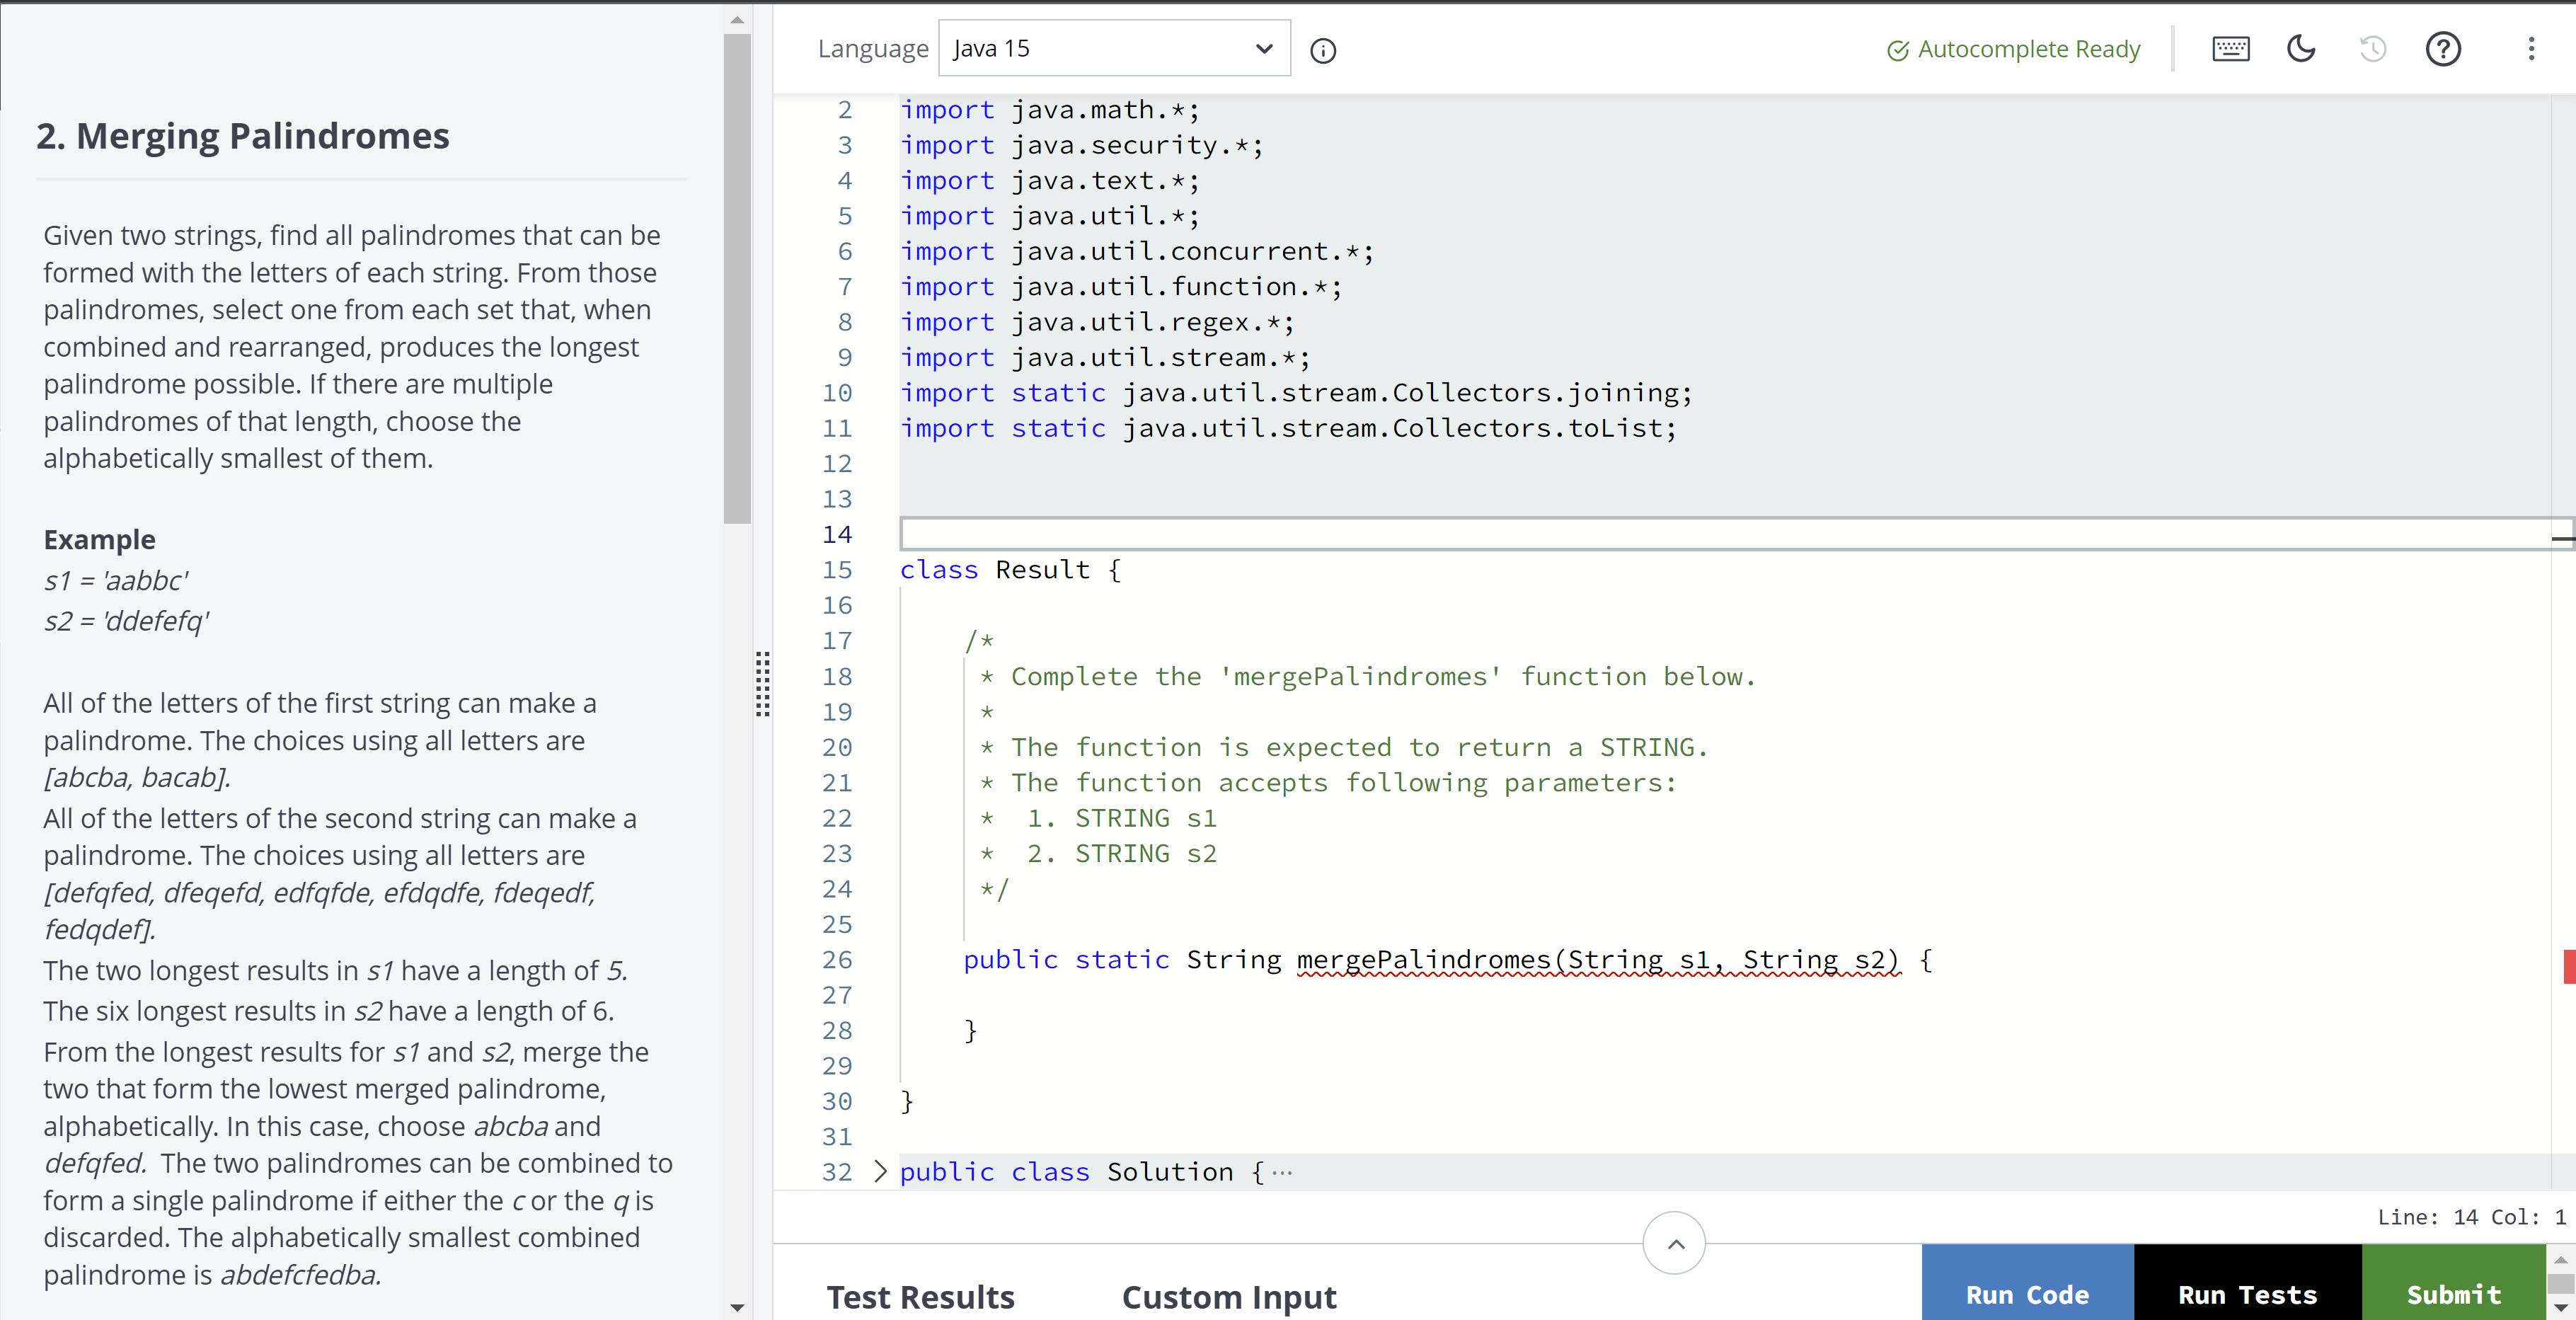 2. Merging Palindromes
Given two strings, find all palindromes that can be
formed with the letters of each string. From those
palindromes, select one from each set that, when
combined and rearranged, produces the longest
palindrome possible. If there are multiple
palindromes of that length, choose the
alphabetically smallest of them.
Example
s1 = 'aabbc'
s2 = 'ddefefq'
All of the letters of the first string can make a
palindrome. The choices using all letters are
[abcba, bacab].
All of the letters of the second string can make a
palindrome. The choices using all letters are
[defqfed, dfeqefd, edfqfde, efdqdfe, fdeqedf,
fedqdef].
The two longest results in s1 have a length of 5.
The six longest results in s2 have a length of 6.
From the longest results for s1 and s2, merge the
two that form the lowest merged palindrome,
alphabetically. In this case, choose abcba and
defqfed. The two palindromes can be combined to
form a single palindrome if either the c or the q is
discarded. The alphabetically smallest combined
palindrome is abdefcfedba.
Language Java 15 Autocomplete Ready
2 import java.math.*;
3 import java.security.*;
4 import java.text.*;
5 import java.util.*;
6 import java.util.concurrent.*;
7 import java.util.function.*;
8 import java.util.regex.*;
9 import java.util.stream.*;
10 import static java.util.stream.Collectors.joining;
11 import static java.util.stream.Collectors.toList;
12
13
14
15 class Result {
16
17 /*
18 * Complete the 'mergePalindromes' function below.
19 *
20 * The function is expected to return a STRING.
21 * The function accepts following parameters:
22 * 1. STRING s1
23 * 2. STRING s2
24 */
25
26 public static String mergePalindromes(String s1, String s2) {
27
28 }
29
30 }
31
32 > public class Solution { ···
Line: 14 Col: 1
Test Results Custom Input Run Code Run Tests Submit